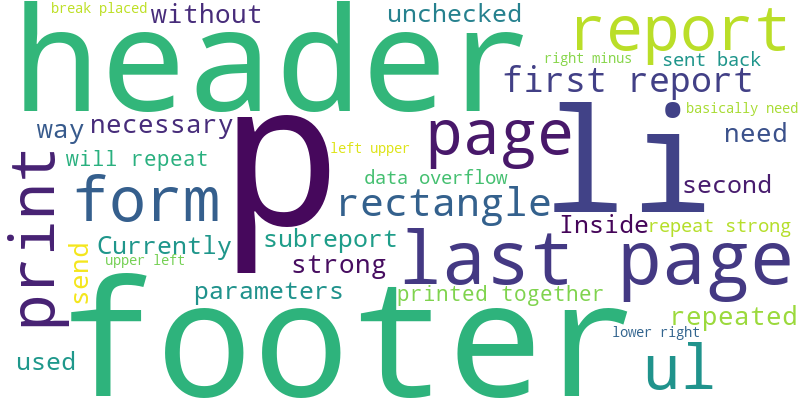 break placed
without
unchecked
header
report
right minus
sent back
first report
basically need
way
necessary
p
page
li
need
left upper
will repeat
print
form
data overflow
rectangle
second
Inside
repeat strong
Currently
subreport
strong
last page
page
send
upper left
parameters
printed together
footer
repeated
lower right
used
ul